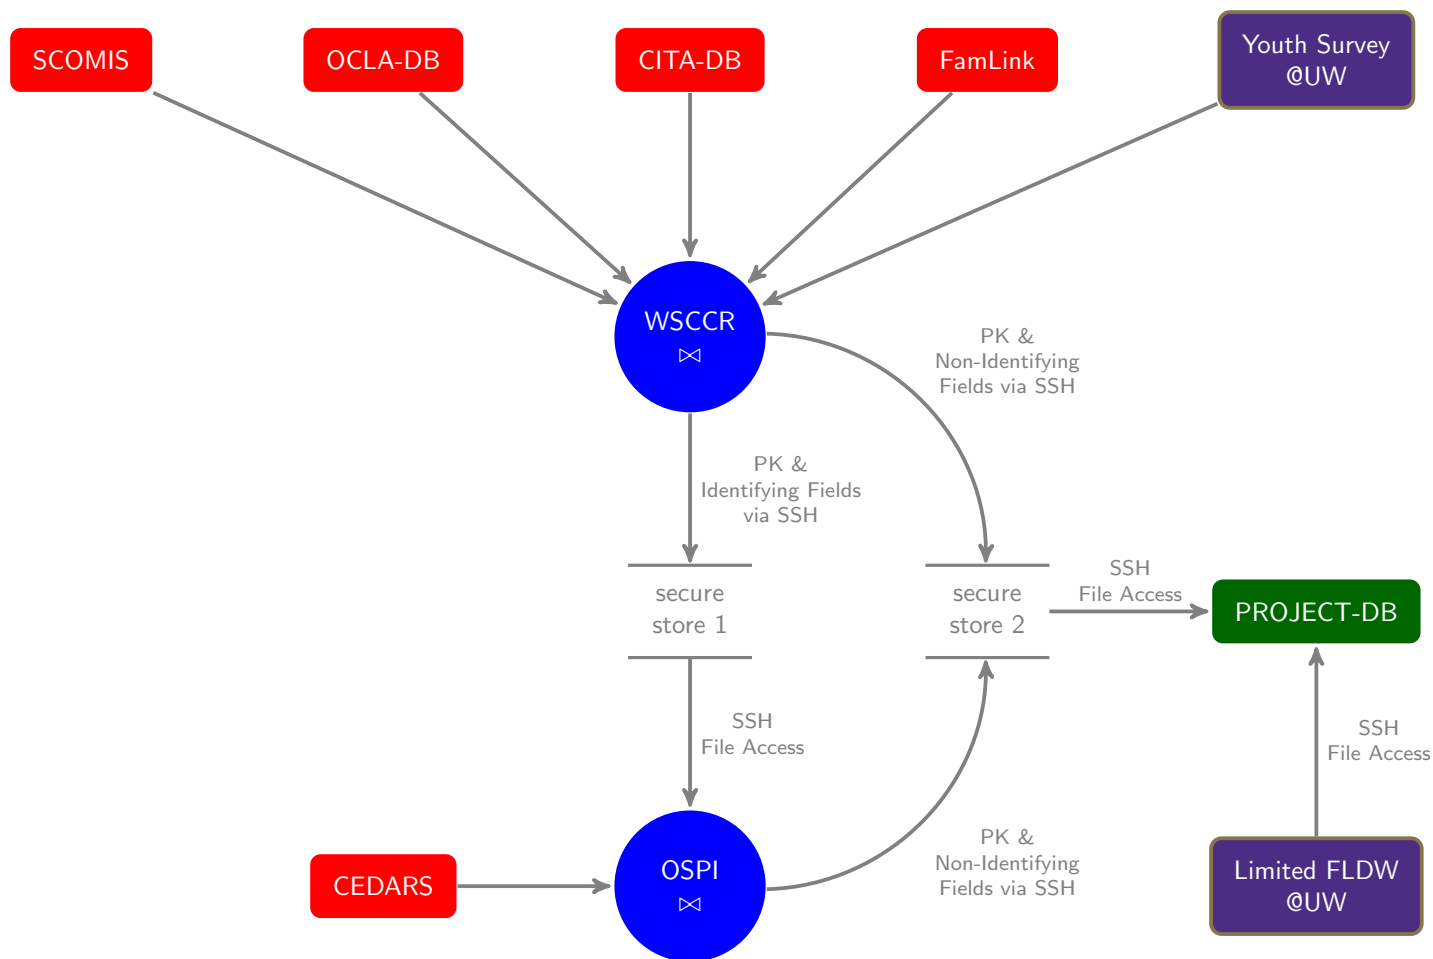 SCOMIS
OCLA-DB
CITA-DB
FamLink
Youth Survey
@UW
WSCCR
⋈
PK &
Non-Identifying
Fields via SSH
PK &
Identifying Fields
via SSH
secure
store 1
secure
store 2
SSH
File Access
PROJECT-DB
SSH
File Access
SSH
File Access
CEDARS
OSPI
⋈
PK &
Non-Identifying
Fields via SSH
Limited FLDW
@UW